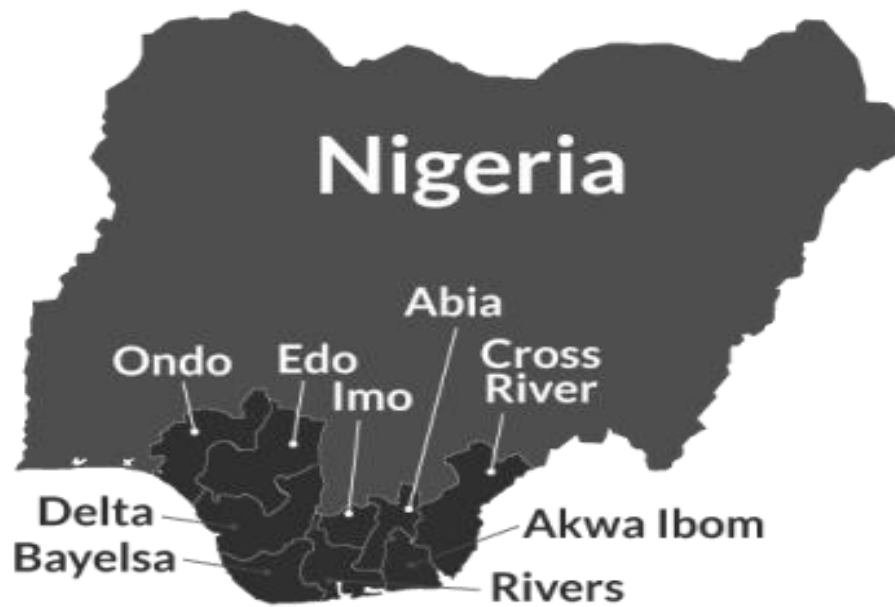 Nigeria
Abia
Ondo
Edo
Imo
Cross
River
Delta
Bayelsa
Akwa Ibom
Rivers